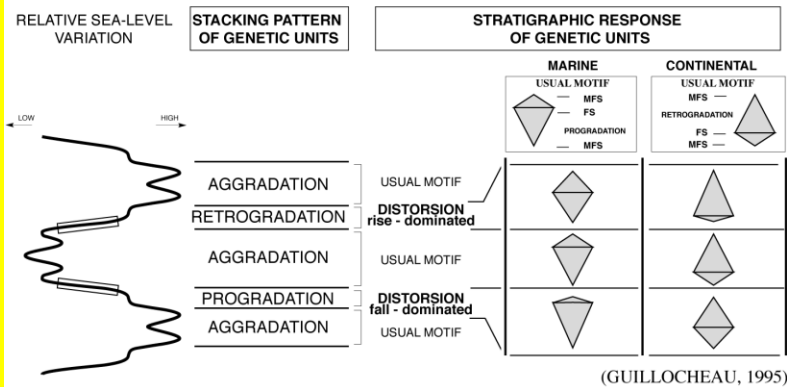 RELATIVE SEA-LEVEL
VARIATION
STACKING PATTERN
OF GENETIC UNITS
STRATIGRAPHIC RESPONSE
OF GENETIC UNITS
MARINE
CONTINENTAL
USUAL MOTIF
MFS
FS
PROGRADATION
MFS
USUAL MOTIF
MFS
RETROGRADATION
FS
MFS
LOW
HIGH
AGGRADATION
USUAL MOTIF
RETROGRADATION
DISTORSION
rise - dominated
AGGRADATION
USUAL MOTIF
PROGRADATION
DISTORSION
fall - dominated
AGGRADATION
USUAL MOTIF
(GUILLOCHEAU, 1995)